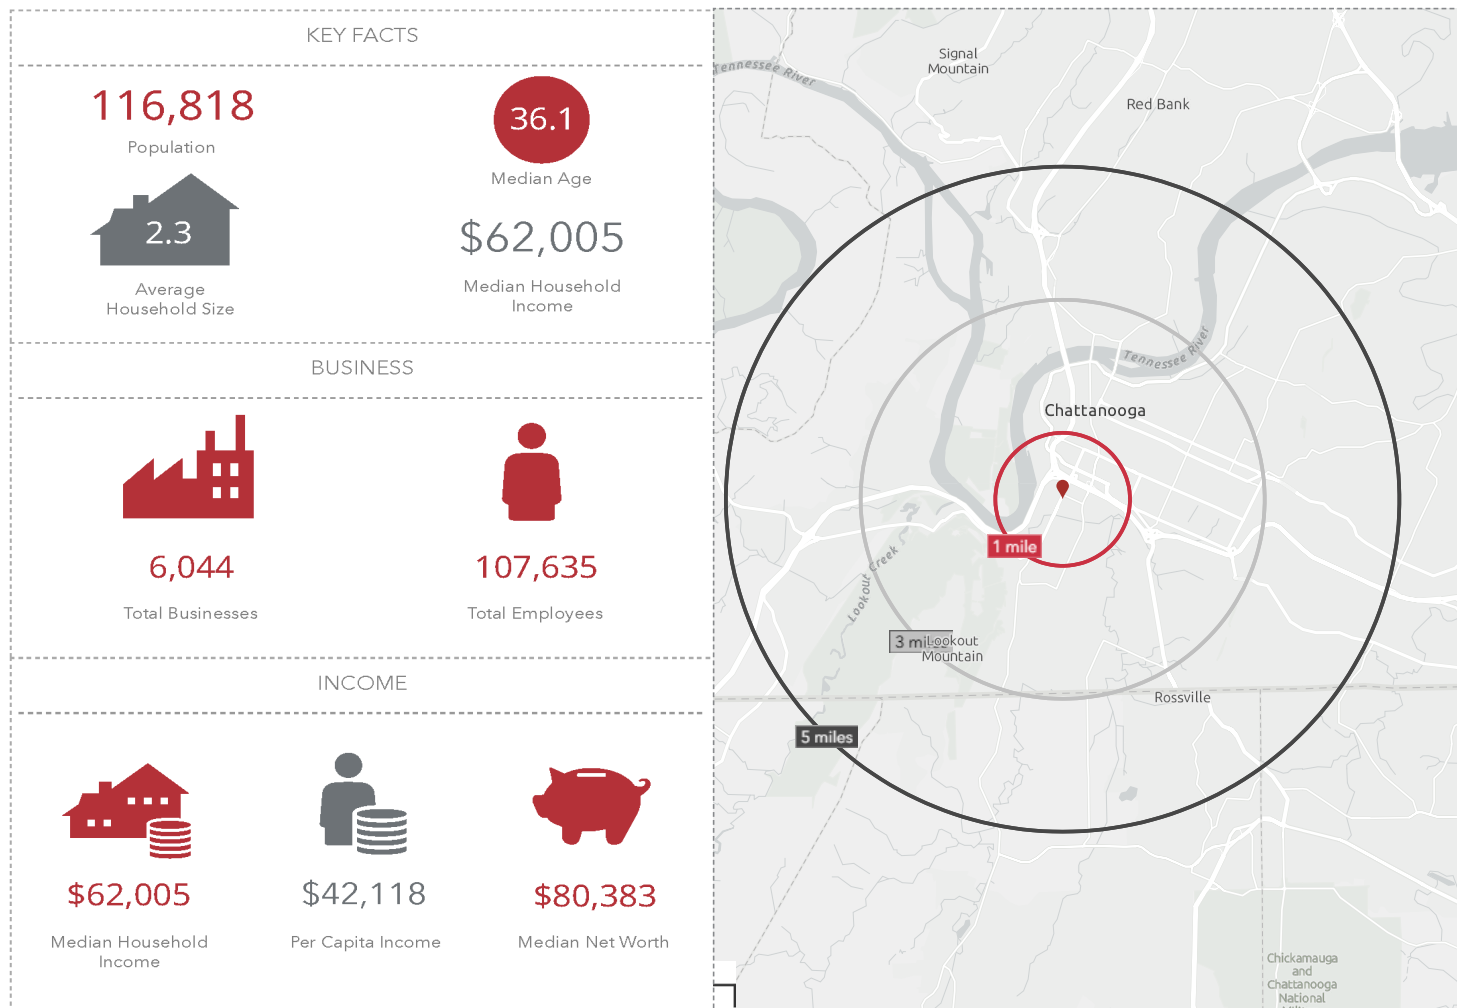 KEY FACTS
116,818
Population
36.1
Median Age
2.3
Average
Household Size
$62,005
Median Household
Income
BUSINESS
6,044
Total Businesses
107,635
Total Employees
INCOME
$62,005
Median Household
Income
$42,118
Per Capita Income
$80,383
Median Net Worth
Signal
Mountain
Tennessee River
Red Bank
Tennessee River
Chattanooga
1 mile
Lookout Creek
3 miles
Lookout
Mountain
Rossville
5 miles
Chickamauga
and
Chattanooga
National